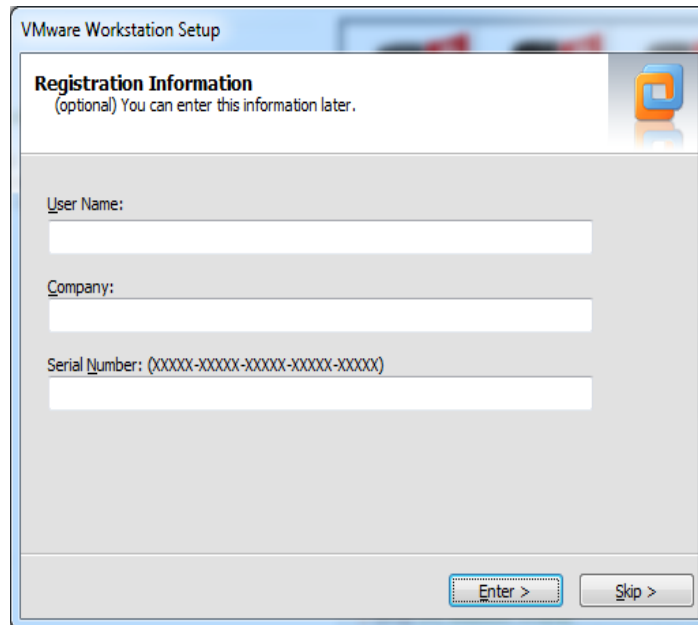 VMware Workstation Setup
Registration Information
(optional) You can enter this information later.
User Name:
Company:
Serial Number: (XXXXX-XXXXX-XXXXX-XXXXX-XXXXX)
Enter >
Skip >